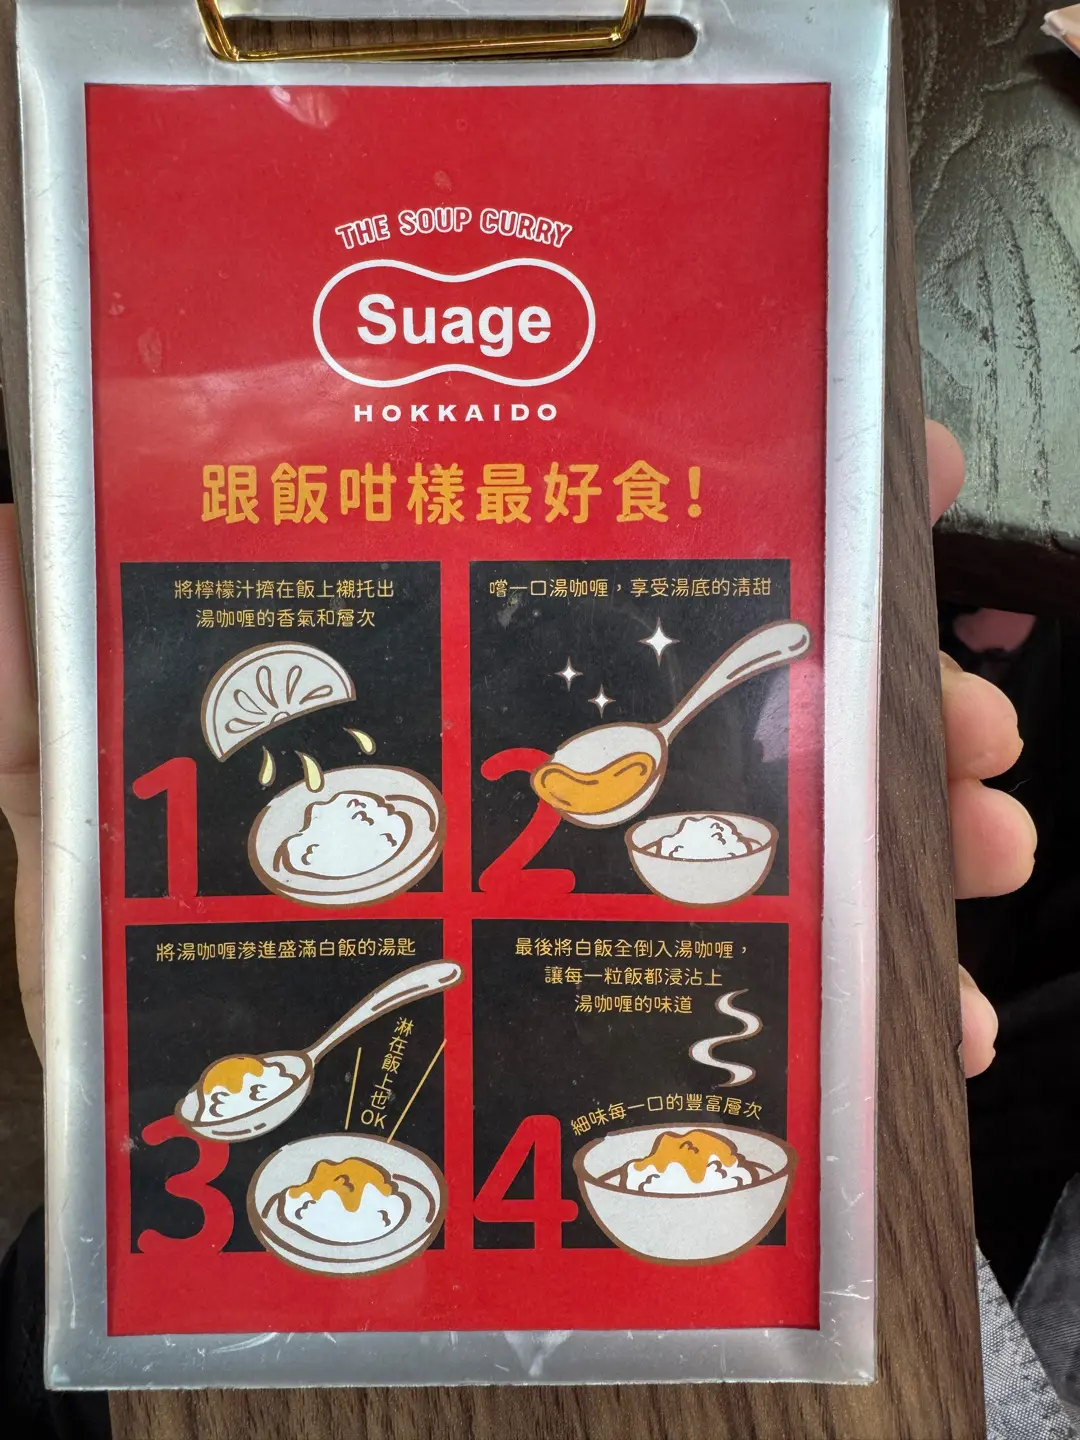 THE SOUP CURRY
Suage
HOKKAIDO
跟飯咁樣最好食!
將檸檬汁擠在飯上襯托出
湯咖喱的香氣和層次
1
嚐一口湯咖喱，享受湯底的清甜
2
將湯咖喱滲進盛滿白飯的湯匙
淋在飯上也OK
3
最後將白飯全倒入湯咖喱，
讓每一粒飯都浸沾上
湯咖喱的味道
細味每一口的豐富層次
4